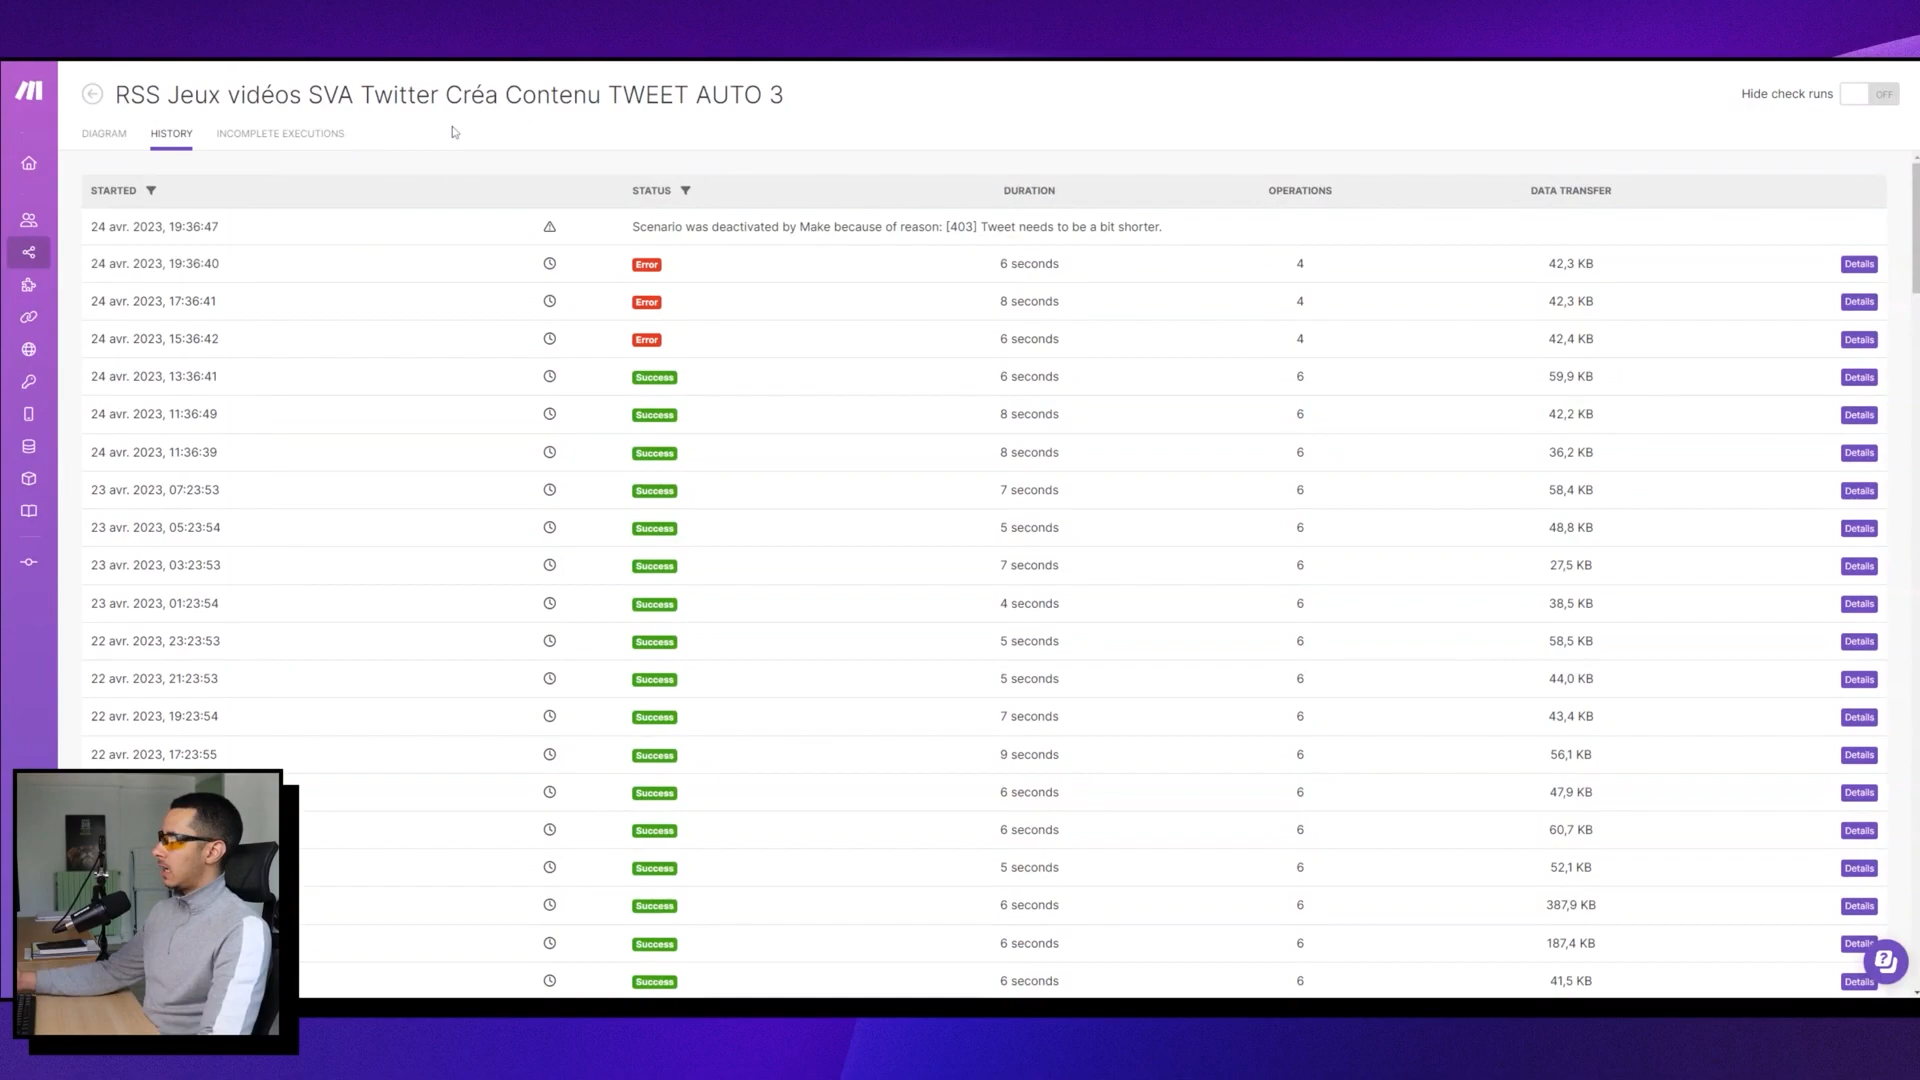 RSS Jeux vidéos SVA Twitter Créa Contenu TWEET AUTO 3
Hide check runs OFF
DIAGRAM HISTORY INCOMPLETE EXECUTIONS
STARTED STATUS DURATION OPERATIONS DATA TRANSFER
24 avr. 2023, 19:36:47 Scenario was deactivated by Make because of reason: [403] Tweet needs to be a bit shorter.
24 avr. 2023, 19:36:40 Error 6 seconds 4 42,3 KB Details
24 avr. 2023, 17:36:41 Error 8 seconds 4 42,3 KB Details
24 avr. 2023, 15:36:42 Error 6 seconds 4 42,4 KB Details
24 avr. 2023, 13:36:41 Success 6 seconds 6 59,9 KB Details
24 avr. 2023, 11:36:49 Success 8 seconds 6 42,2 KB Details
24 avr. 2023, 11:36:39 Success 8 seconds 6 36,2 KB Details
23 avr. 2023, 07:23:53 Success 7 seconds 6 58,4 KB Details
23 avr. 2023, 05:23:54 Success 5 seconds 6 48,8 KB Details
23 avr. 2023, 03:23:53 Success 7 seconds 6 27,5 KB Details
23 avr. 2023, 01:23:54 Success 4 seconds 6 38,5 KB Details
22 avr. 2023, 23:23:53 Success 5 seconds 6 58,5 KB Details
22 avr. 2023, 21:23:53 Success 5 seconds 6 44,0 KB Details
22 avr. 2023, 19:23:54 Success 7 seconds 6 43,4 KB Details
22 avr. 2023, 17:23:55 Success 9 seconds 6 56,1 KB Details
Success 6 seconds 6 47,9 KB Details
Success 6 seconds 6 60,7 KB Details
Success 5 seconds 6 52,1 KB Details
Success 6 seconds 6 387,9 KB Details
Success 6 seconds 6 187,4 KB Details
Success 6 seconds 6 41,5 KB Details